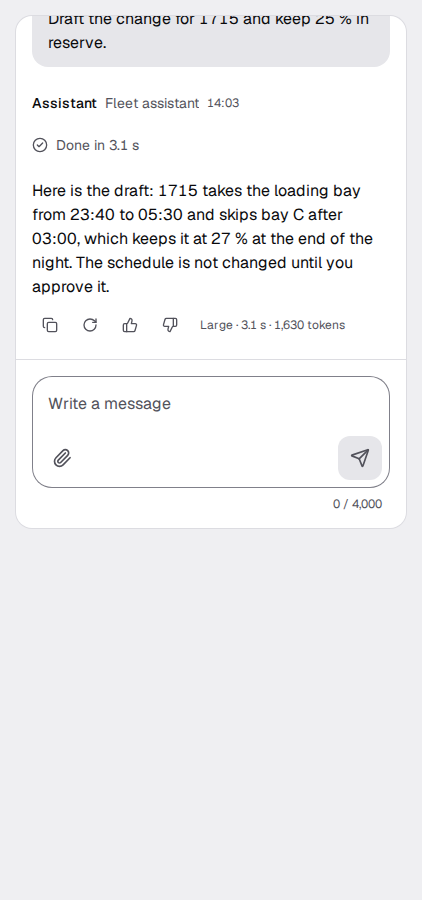 Draft the change for 1715 and keep 25 % in
reserve.
Assistant Fleet assistant 14:03
Done in 3.1 s
Here is the draft: 1715 takes the loading bay
from 23:40 to 05:30 and skips bay C after
03:00, which keeps it at 27 % at the end of the
night. The schedule is not changed until you
approve it.
Large · 3.1 s · 1,630 tokens
Write a message
0 / 4,000